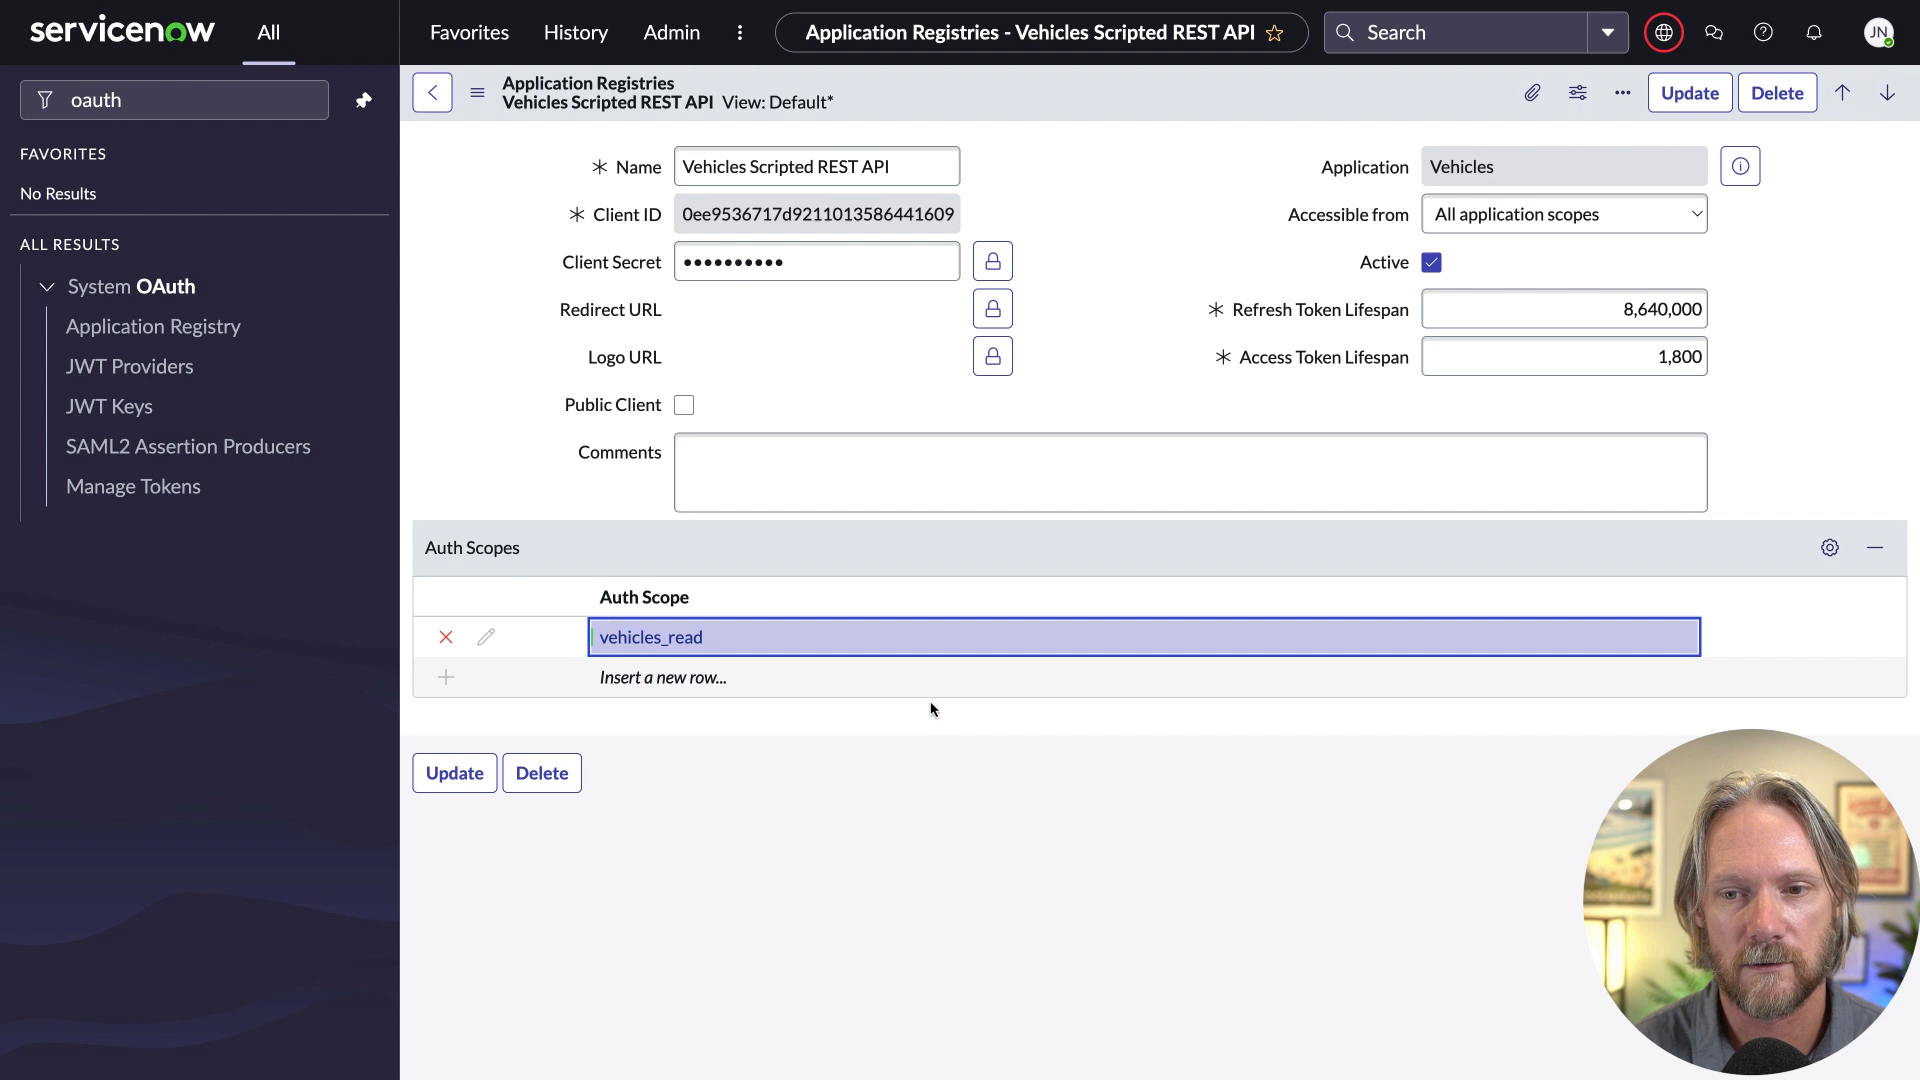 servicenow
All
Favorites
History
Admin
Application Registries - Vehicles Scripted REST API
Search
JN
oauth
FAVORITES
No Results
ALL RESULTS
System OAuth
Application Registry
JWT Providers
JWT Keys
SAML2 Assertion Producers
Manage Tokens
Application Registries
Vehicles Scripted REST API View: Default*
Update
Delete
Name
Vehicles Scripted REST API
Client ID
0ee9536717d9211013586441609
Client Secret
Redirect URL
Logo URL
Public Client
Comments
Application
Vehicles
Accessible from
All application scopes
Active
Refresh Token Lifespan
8,640,000
Access Token Lifespan
1,800
Auth Scopes
Auth Scope
vehicles_read
Insert a new row...
Update
Delete